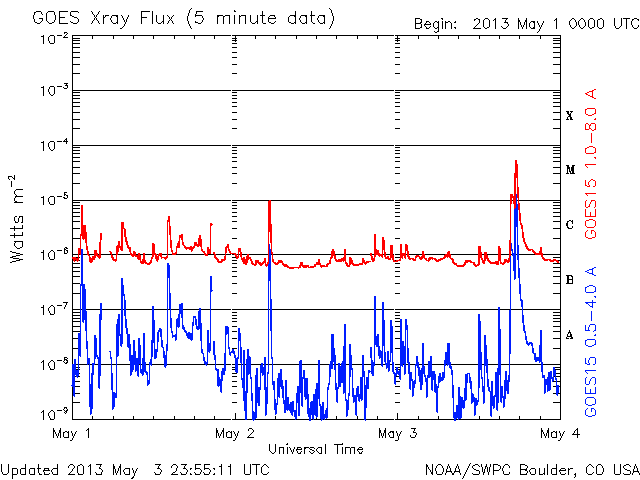 GOES Xray Flux (5 minute data)
Begin: 2013 May 1 0000 UTC
10⁻²
10⁻³
10⁻⁴
10⁻⁵
10⁻⁶
10⁻⁷
10⁻⁸
10⁻⁹
Watts m⁻²
X
M
C
B
A
GOES15 1.0-8.0 A
GOES15 0.5-4.0 A
May 1
May 2
May 3
May 4
Universal Time
Updated 2013 May 3 23:55:11 UTC
NOAA/SWPC Boulder, CO USA